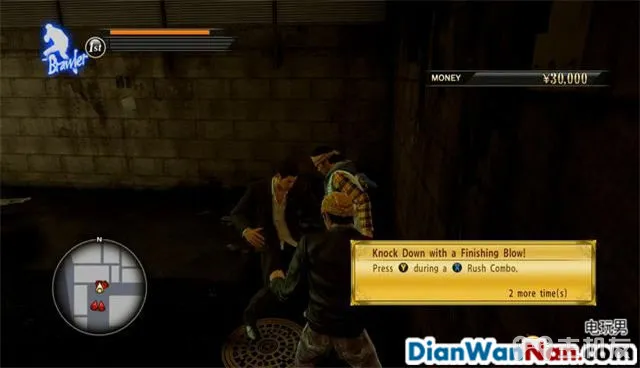 1st
Brawler
MONEY ¥30,000
N
Knock Down with a Finishing Blow!
Press Y during a X Rush Combo.
2 more time(s)
电玩男
DianWanNan.com